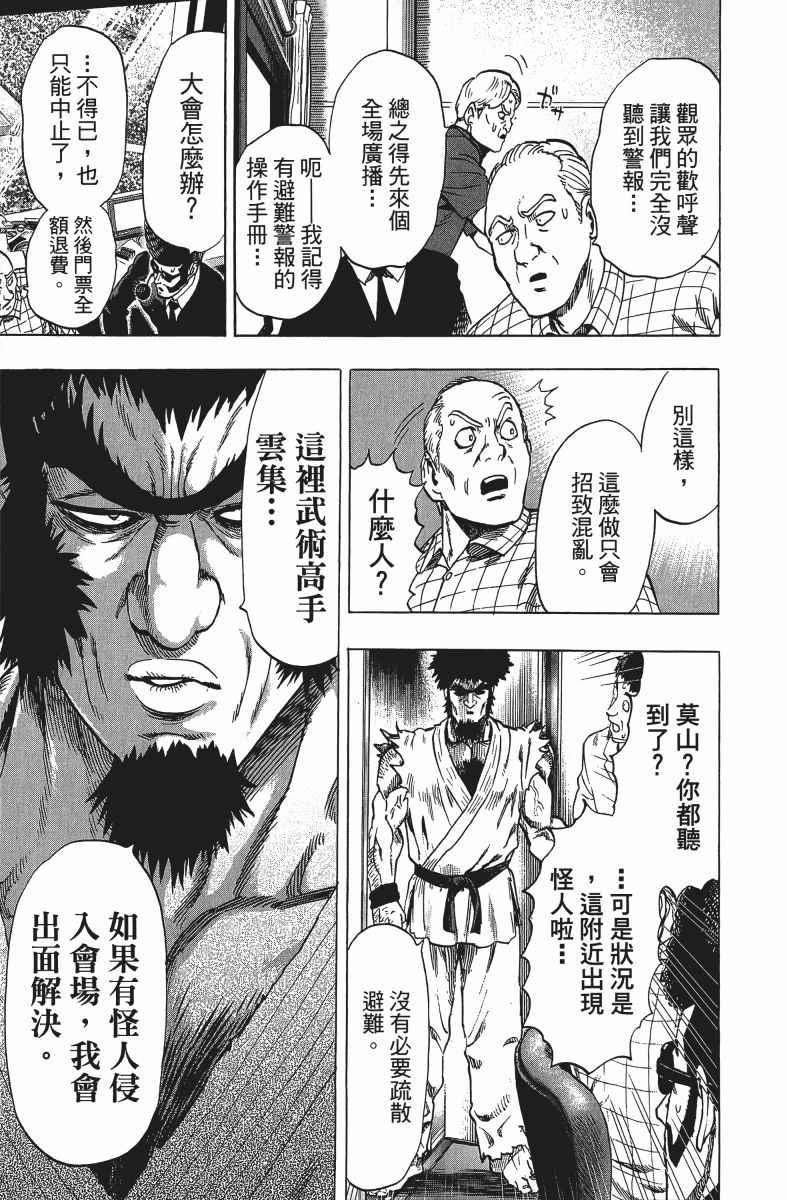 觀眾的歡呼聲
讓我們完全沒
聽到警報…
總之得先來個
全場廣播…
呃──我記得
有避難警報的
操作手冊…
大會怎麼辦？
…不得已，也
只能中止了，
然後門票全
額退費。
別這樣，
這麼做只會
招致混亂。
什麼人？
莫山？你都聽
到了？
…可是狀況是
，這附近出現
怪人啦…
沒有必要疏散
避難。
這裡武術高手
雲集…
如果有怪人侵
入會場，我會
出面解決。